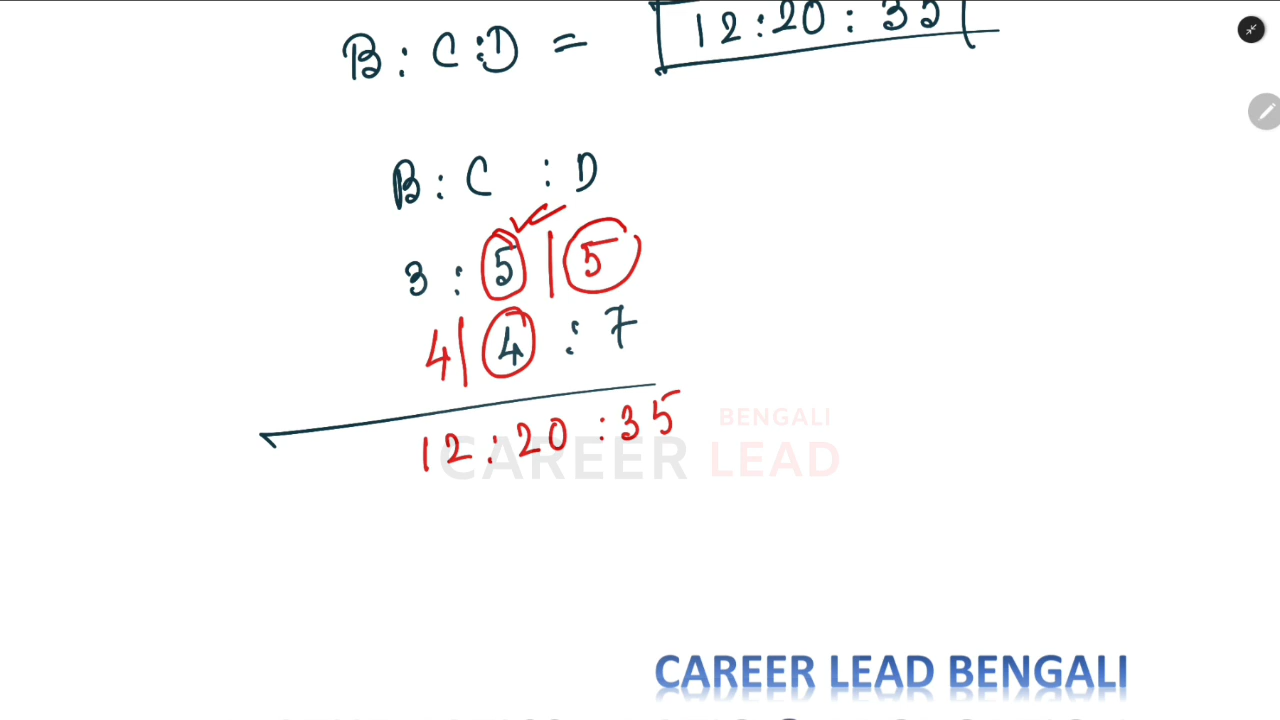 12:20:35
B:C:D =
B:C :D
3:5|5
4|4:7
12:20:35
BENGALI
CAREER LEAD
CAREER LEAD BENGALI